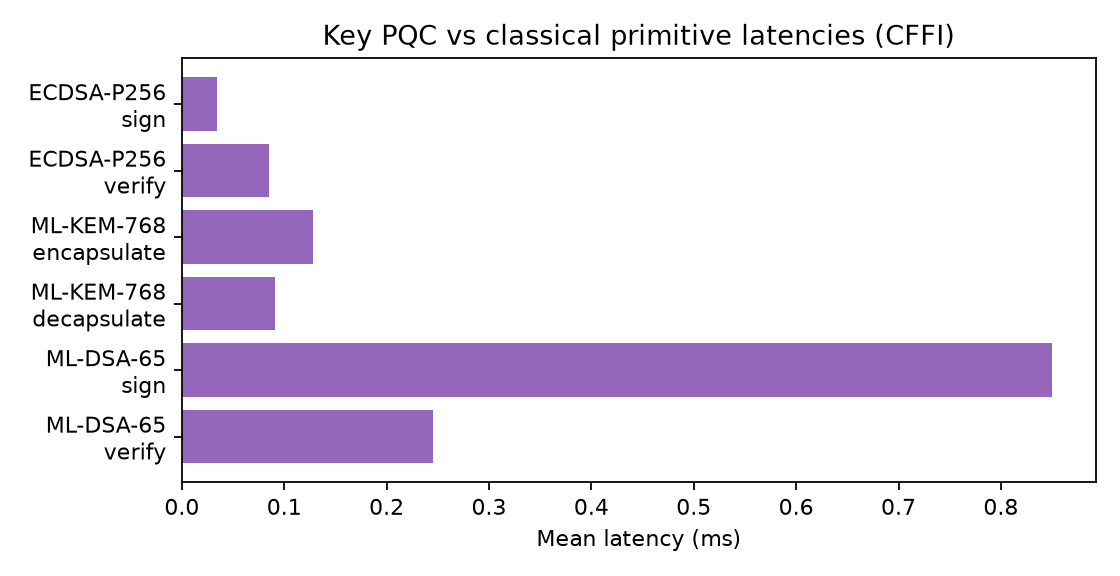 Key PQC vs classical primitive latencies (CFFI)
ECDSA-P256
sign
ECDSA-P256
verify
ML-KEM-768
encapsulate
ML-KEM-768
decapsulate
ML-DSA-65
sign
ML-DSA-65
verify
0.0 0.1 0.2 0.3 0.4 0.5 0.6 0.7 0.8
Mean latency (ms)